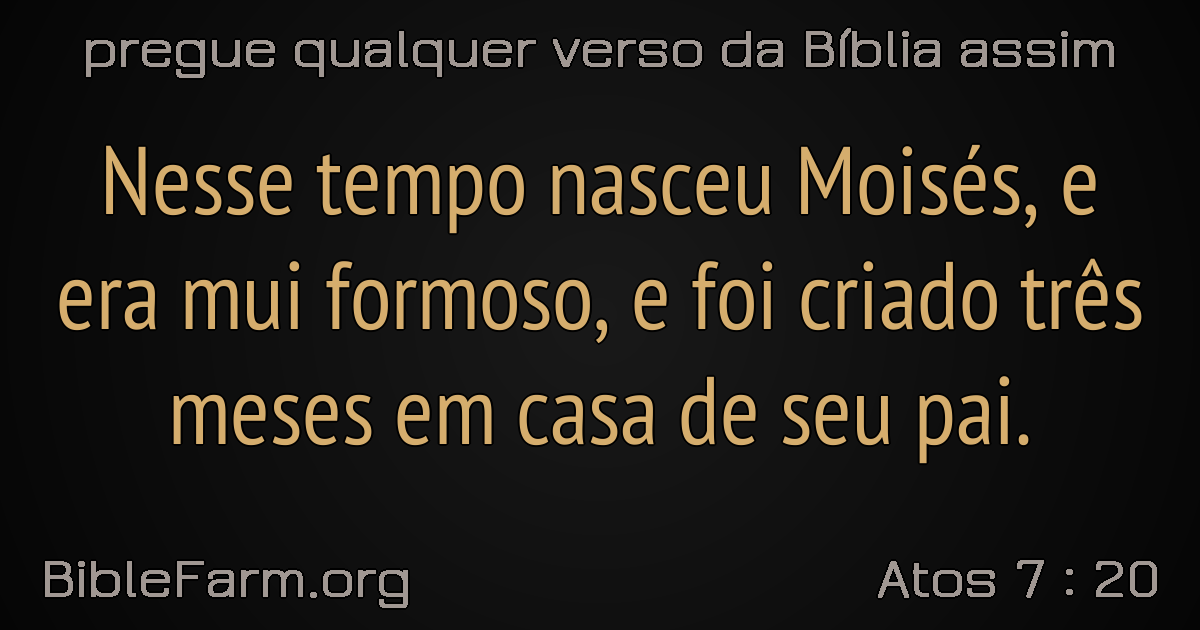 pregue qualquer verso da Bíblia assim
Nesse tempo nasceu Moisés, e
era mui formoso, e foi criado três
meses em casa de seu pai.
BibleFarm.org
Atos 7 : 20